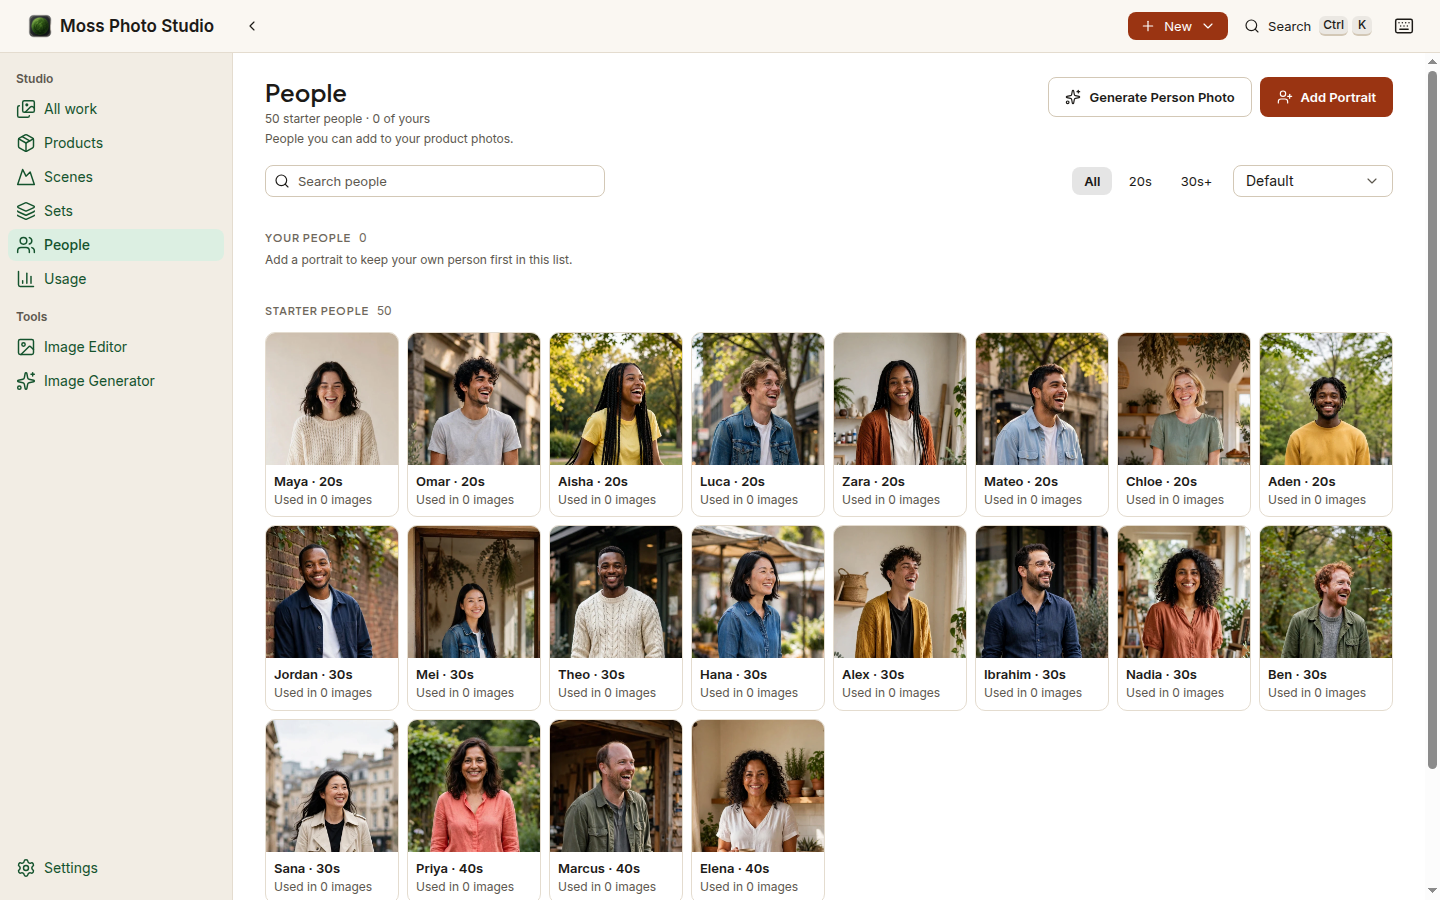 Moss Photo Studio
New
Search Ctrl K
Studio
All work
Products
Scenes
Sets
People
Usage
Tools
Image Editor
Image Generator
Settings
People
50 starter people · 0 of yours
People you can add to your product photos.
Generate Person Photo
Add Portrait
Search people
All 20s 30s+ Default
YOUR PEOPLE 0
Add a portrait to keep your own person first in this list.
STARTER PEOPLE 50
Maya · 20s
Used in 0 images
Omar · 20s
Used in 0 images
Aisha · 20s
Used in 0 images
Luca · 20s
Used in 0 images
Zara · 20s
Used in 0 images
Mateo · 20s
Used in 0 images
Chloe · 20s
Used in 0 images
Aden · 20s
Used in 0 images
Jordan · 30s
Used in 0 images
Mei · 30s
Used in 0 images
Theo · 30s
Used in 0 images
Hana · 30s
Used in 0 images
Alex · 30s
Used in 0 images
Ibrahim · 30s
Used in 0 images
Nadia · 30s
Used in 0 images
Ben · 30s
Used in 0 images
Sana · 30s
Used in 0 images
Priya · 40s
Used in 0 images
Marcus · 40s
Used in 0 images
Elena · 40s
Used in 0 images